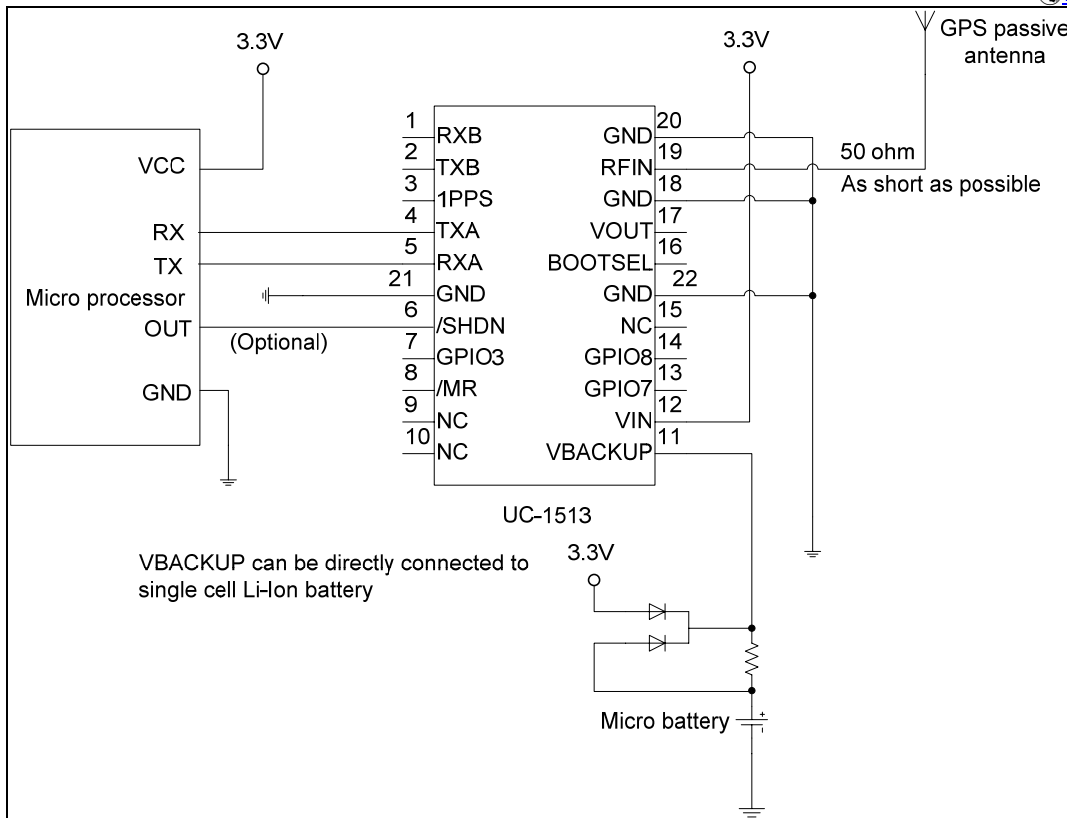 3.3V
3.3V
GPS passive
antenna
VCC
RX
TX
Micro processor
OUT
GND
(Optional)
1
RXB
2
TXB
3
1PPS
4
TXA
5
RXA
21
GND
6
/SHDN
7
GPIO3
8
/MR
9
NC
10
NC
20
GND
19
RFIN
18
GND
17
VOUT
16
BOOTSEL
22
GND
15
NC
14
GPIO8
13
GPIO7
12
VIN
11
VBACKUP
50 ohm
As short as possible
UC-1513
VBACKUP can be directly connected to
single cell Li-Ion battery
3.3V
Micro battery
+
-